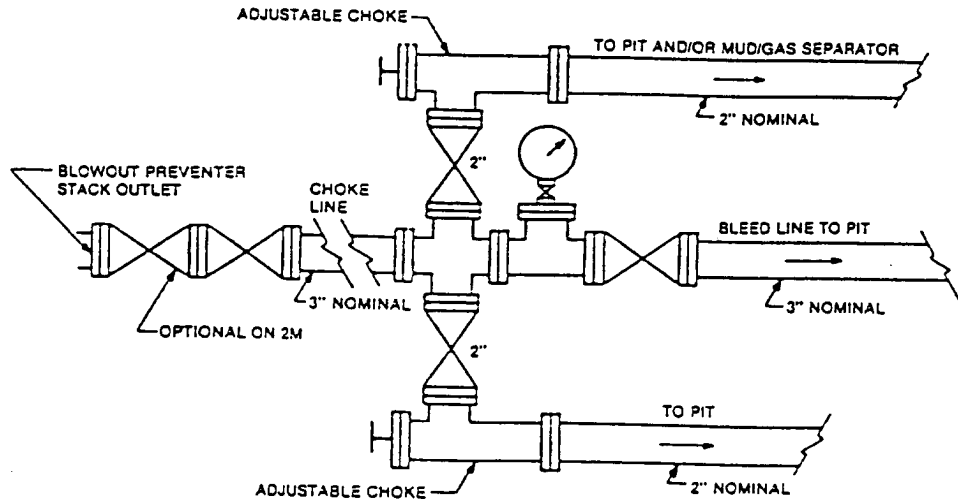 ADJUSTABLE CHOKE
TO PIT AND/OR MUD/GAS SEPARATOR
2" NOMINAL
2"
BLOWOUT PREVENTER
STACK OUTLET
CHOKE
LINE
BLEED LINE TO PIT
3" NOMINAL
3" NOMINAL
OPTIONAL ON 2M
2"
TO PIT
ADJUSTABLE CHOKE
2" NOMINAL